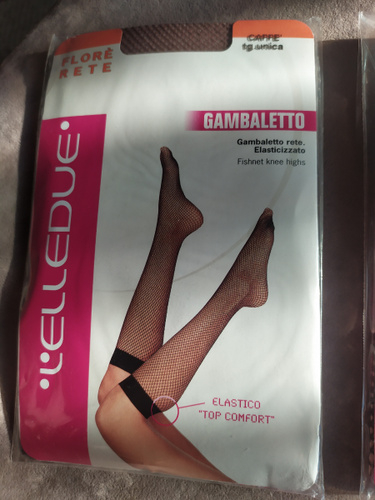 FLORÈ
RETE
CAFFE'
tg.unica
GAMBALETTO
Gambaletto rete.
Elasticizzato
Fishnet knee highs
•L'ELLEDUE•
ELASTICO
"TOP COMFORT"